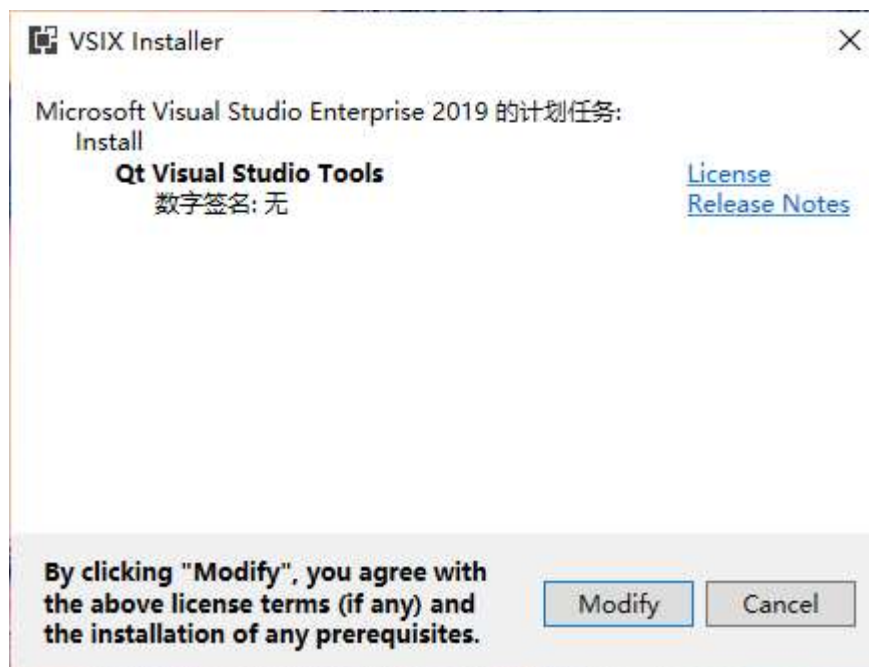 VSIX Installer
Microsoft Visual Studio Enterprise 2019 的计划任务:
Install
Qt Visual Studio Tools
License
数字签名: 无
Release Notes
By clicking "Modify", you agree with
the above license terms (if any) and
the installation of any prerequisites.
Modify
Cancel